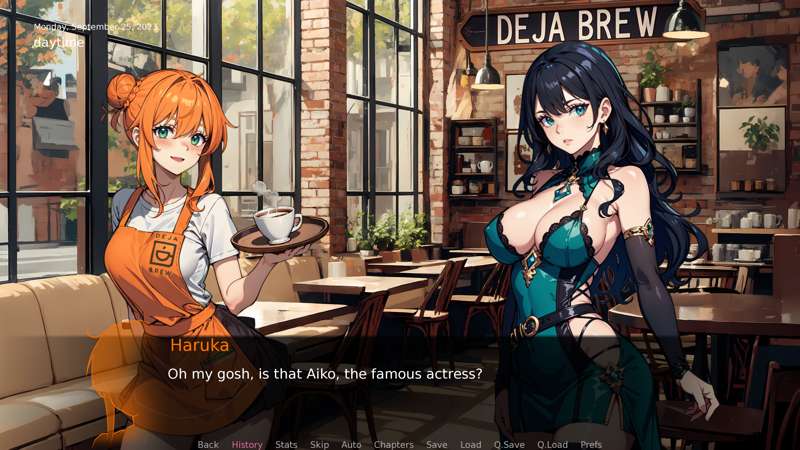 Monday, September 25, 2023
daytime
DEJA BREW
DEJA
BREW
Haruka
Oh my gosh, is that Aiko, the famous actress?
Back History Stats Skip Auto Chapters Save Load Q.Save Q.Load Prefs